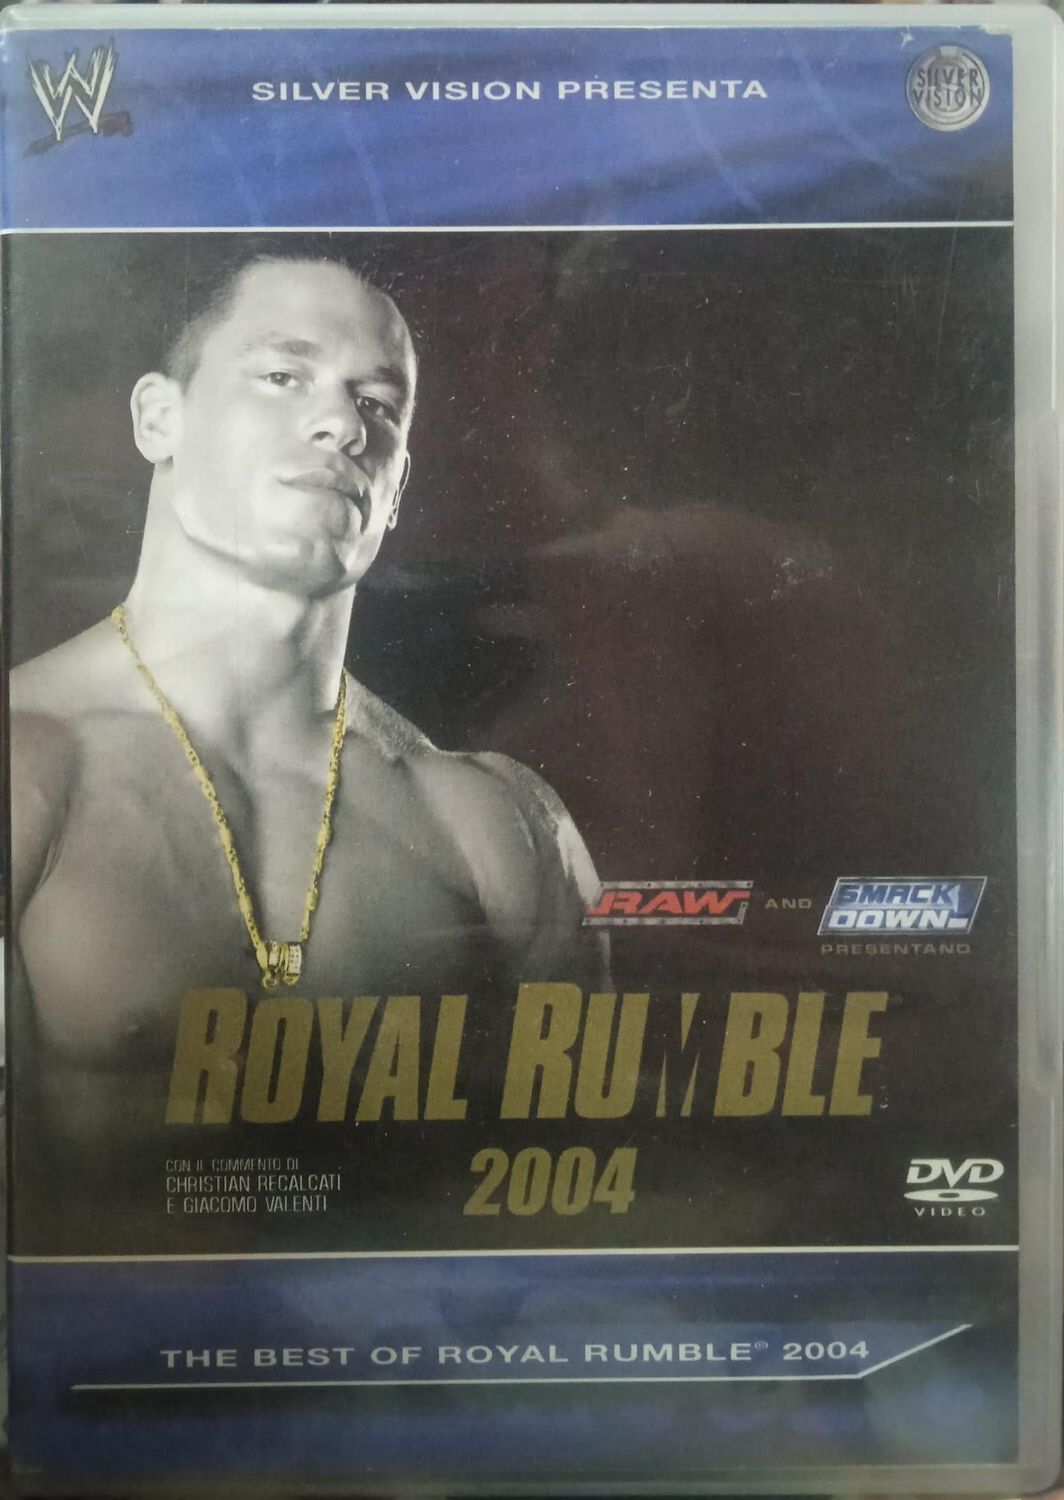 W
SILVER VISION PRESENTA
SILVER
VISION
RAW AND SMACK
DOWN!
PRESENTANO
ROYAL RUMBLE
2004
CON IL COMMENTO DI
CHRISTIAN RECALCATI
E GIACOMO VALENTI
DVD
VIDEO
THE BEST OF ROYAL RUMBLE® 2004